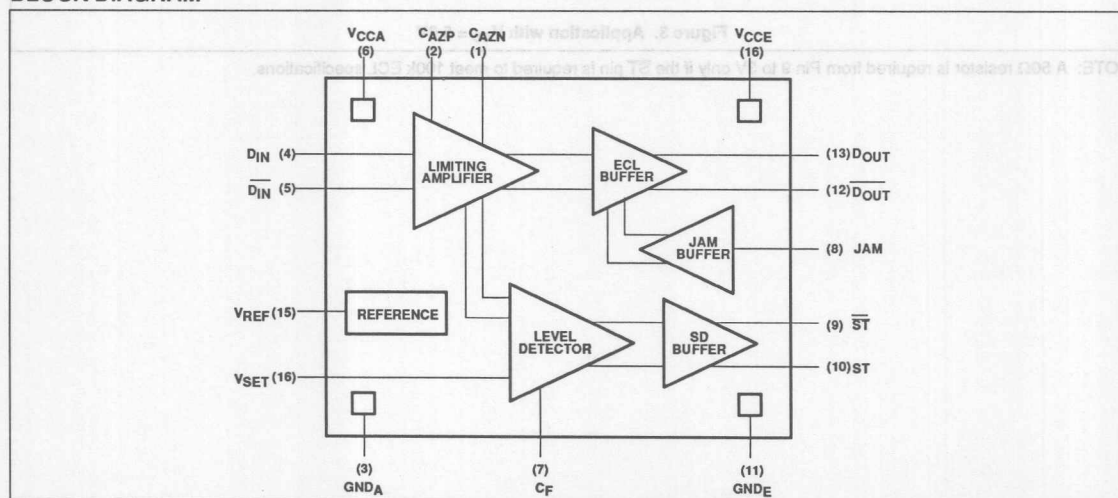 BLOCK DIAGRAM
Figure 3. Application with
NOTE: A 50Ω resistor is required from Pin 9 to 5V only if the ST pin is required to meet 100k ECL specifications.
VCCA
(6)
CAZP
(2)
CAZN
(1)
VCCE
(16)
DIN (4)
DIN (5)
LIMITING
AMPLIFIER
ECL
BUFFER
(13) DOUT
(12) DOUT
JAM
BUFFER
(8) JAM
VREF (15)
REFERENCE
LEVEL
DETECTOR
SD
BUFFER
(9) ST
(10) ST
VSET (16)
(3)
GNDA
(7)
CF
(11)
GNDE